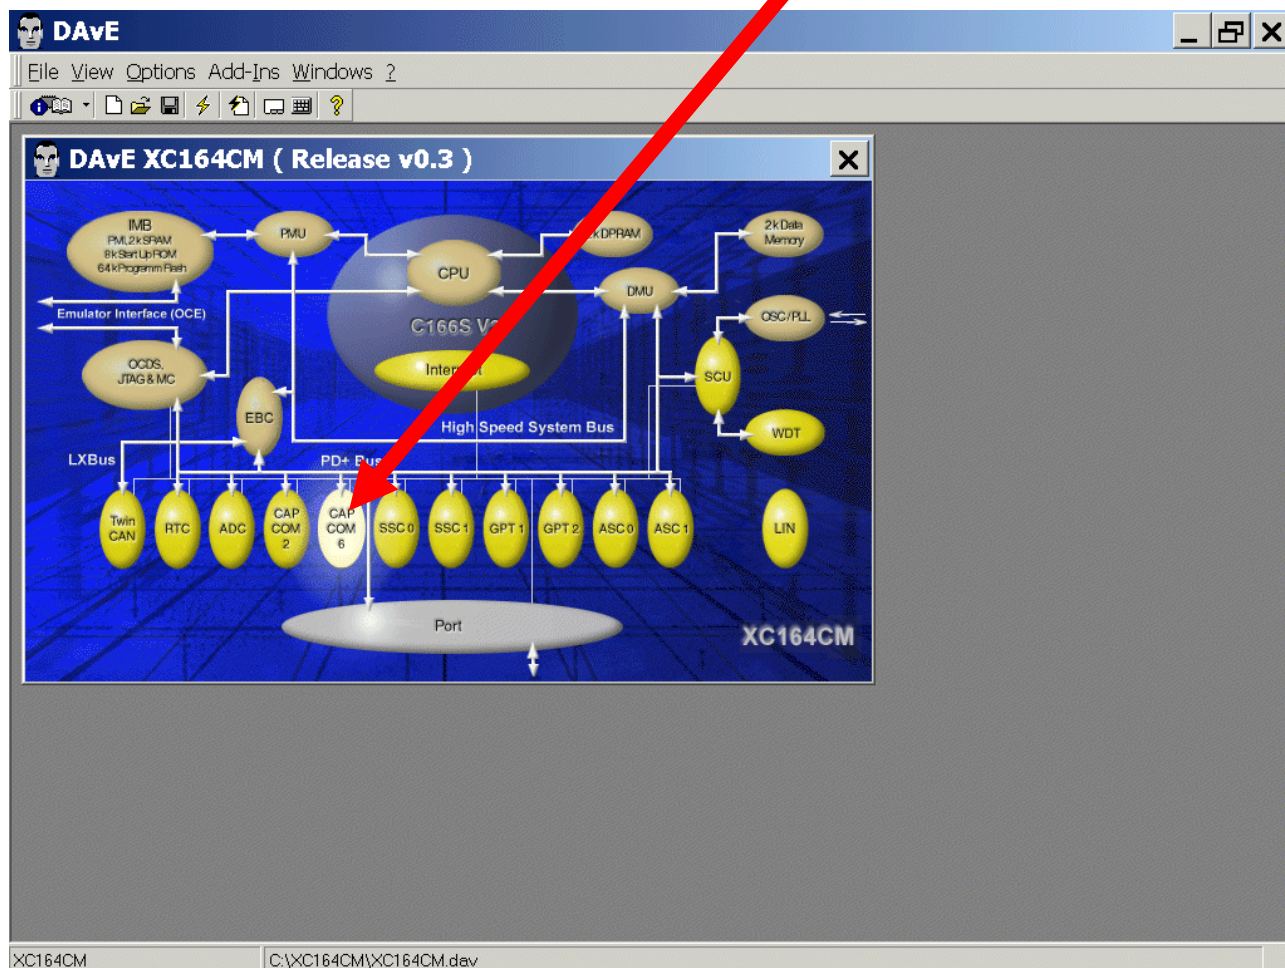 DAvE
File View Options Add-Ins Windows ?
DAvE XC164CM ( Release v0.3 )
IMB
PMI, 2k SRAM
8k Start Up ROM
64k Programm Flash
PMU
CPU
DPRAM
2k Data
Memory
DMU
Emulator Interface (OCE)
OSC/PLL
C166S
OCDS,
JTAG & MC
SCU
EBC
High Speed System Bus
WDT
LXBus
PD+ Bus
Twin
CAN
RTC
ADC
CAP
COM
2
CAP
COM
6
SSC 0
SSC 1
GPT 1
GPT 2
ASC 0
ASC 1
LIN
Port
XC164CM
XC164CM
C:\XC164CM\XC164CM.dav